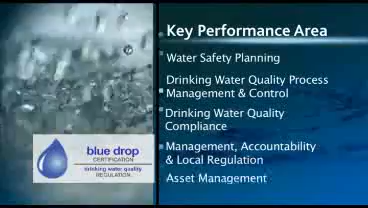 Key Performance Area
Water Safety Planning
Drinking Water Quality Process
Management & Control
Drinking Water Quality
Compliance
Management, Accountability
& Local Regulation
Asset Management
blue drop
CERTIFICATION
drinking water quality
REGULATION